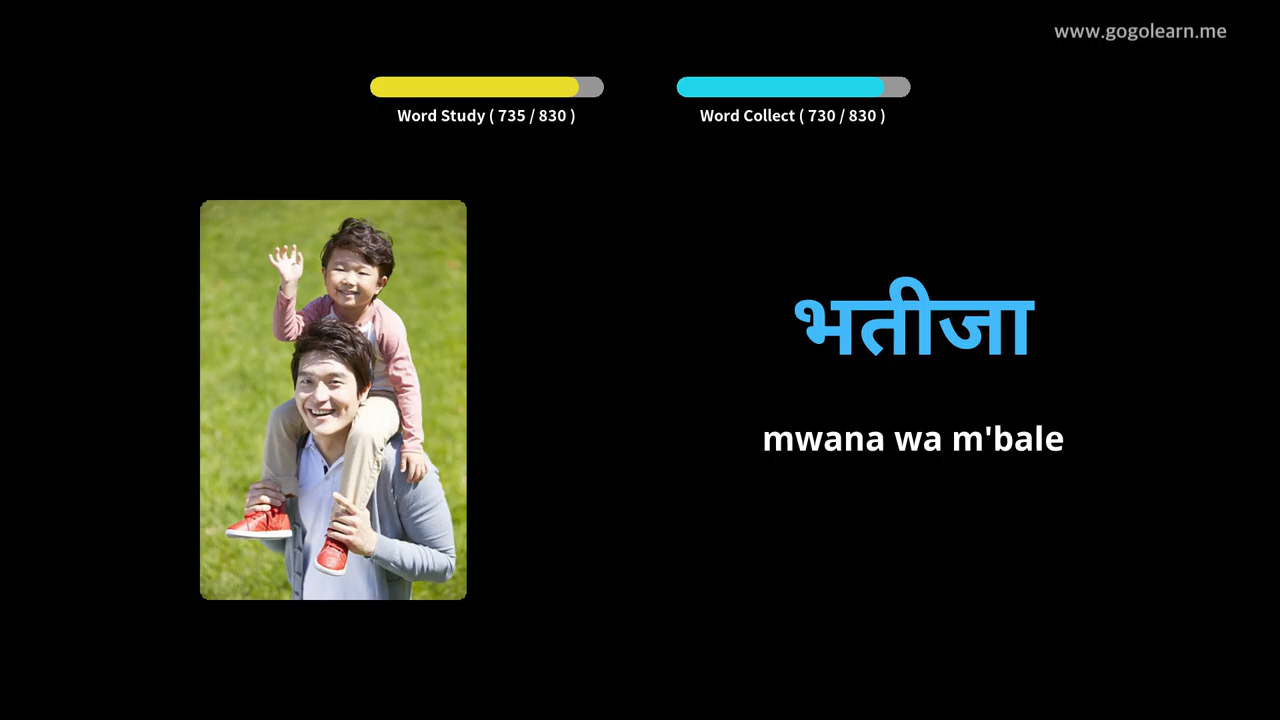 www.gogolearn.me
Word Study ( 735 / 830 )
Word Collect ( 730 / 830 )
भतीजा
mwana wa m'bale